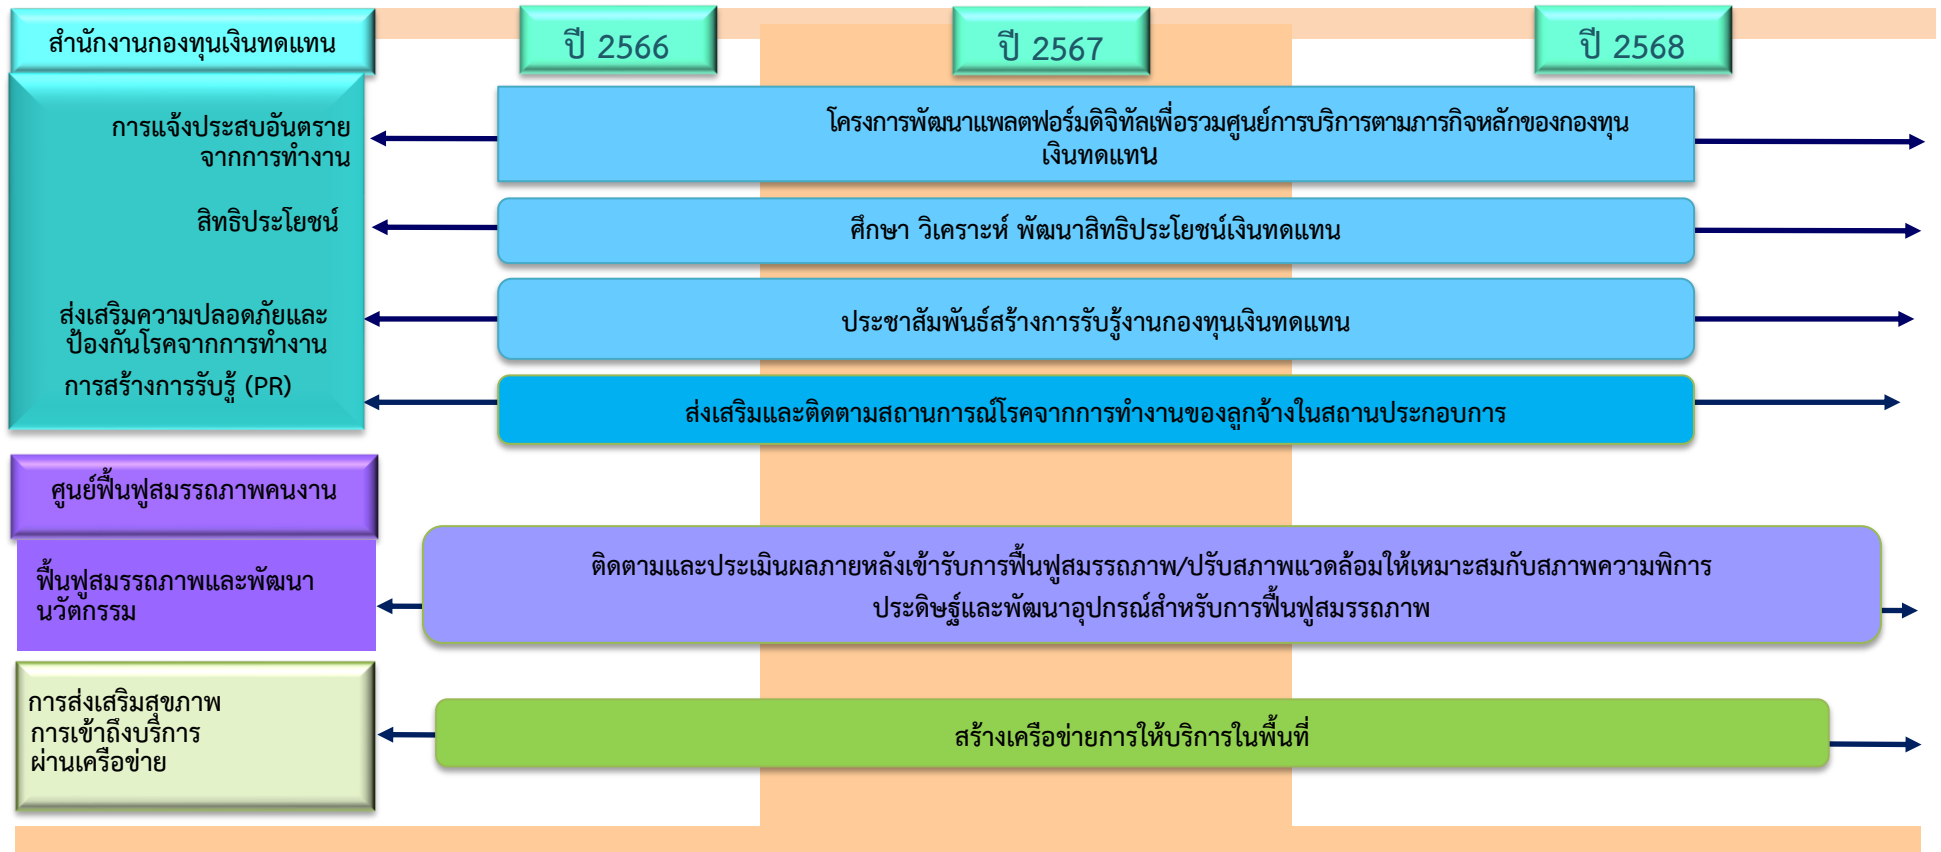 สำนักงานกองทุนเงินทดแทน
ปี 2566
ปี 2567
ปี 2568
การแจ้งประสบอันตราย
จากการทำงาน
โครงการพัฒนาแพลตฟอร์มดิจิทัลเพื่อรวมศูนย์การบริการตามภารกิจหลักของกองทุน
เงินทดแทน
สิทธิประโยชน์
ศึกษา วิเคราะห์ พัฒนาสิทธิประโยชน์เงินทดแทน
ส่งเสริมความปลอดภัยและ
ป้องกันโรคจากการทำงาน
ประชาสัมพันธ์สร้างการรับรู้งานกองทุนเงินทดแทน
การสร้างการรับรู้ (PR)
ส่งเสริมและติดตามสถานการณ์โรคจากการทำงานของลูกจ้างในสถานประกอบการ
ศูนย์ฟื้นฟูสมรรถภาพคนงาน
ฟื้นฟูสมรรถภาพและพัฒนา
นวัตกรรม
ติดตามและประเมินผลภายหลังเข้ารับการฟื้นฟูสมรรถภาพ/ปรับสภาพแวดล้อมให้เหมาะสมกับสภาพความพิการ
ประดิษฐ์และพัฒนาอุปกรณ์สำหรับการฟื้นฟูสมรรถภาพ
การส่งเสริมสุขภาพ
การเข้าถึงบริการ
ผ่านเครือข่าย
สร้างเครือข่ายการให้บริการในพื้นที่